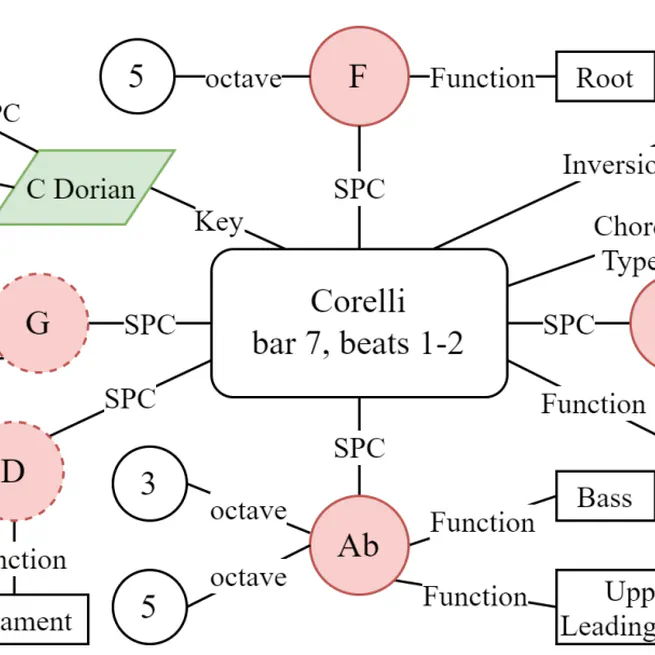 5
octave
F
Function
Root
PC
C Dorian
SPC
Inversio
Key
Chor
Type
Corelli
bar 7, beats 1-2
G
SPC
SPC
SPC
Function
SPC
D
3
octave
Function
Bass
Ab
nction
octave
5
Function
Upp
Leading
ament